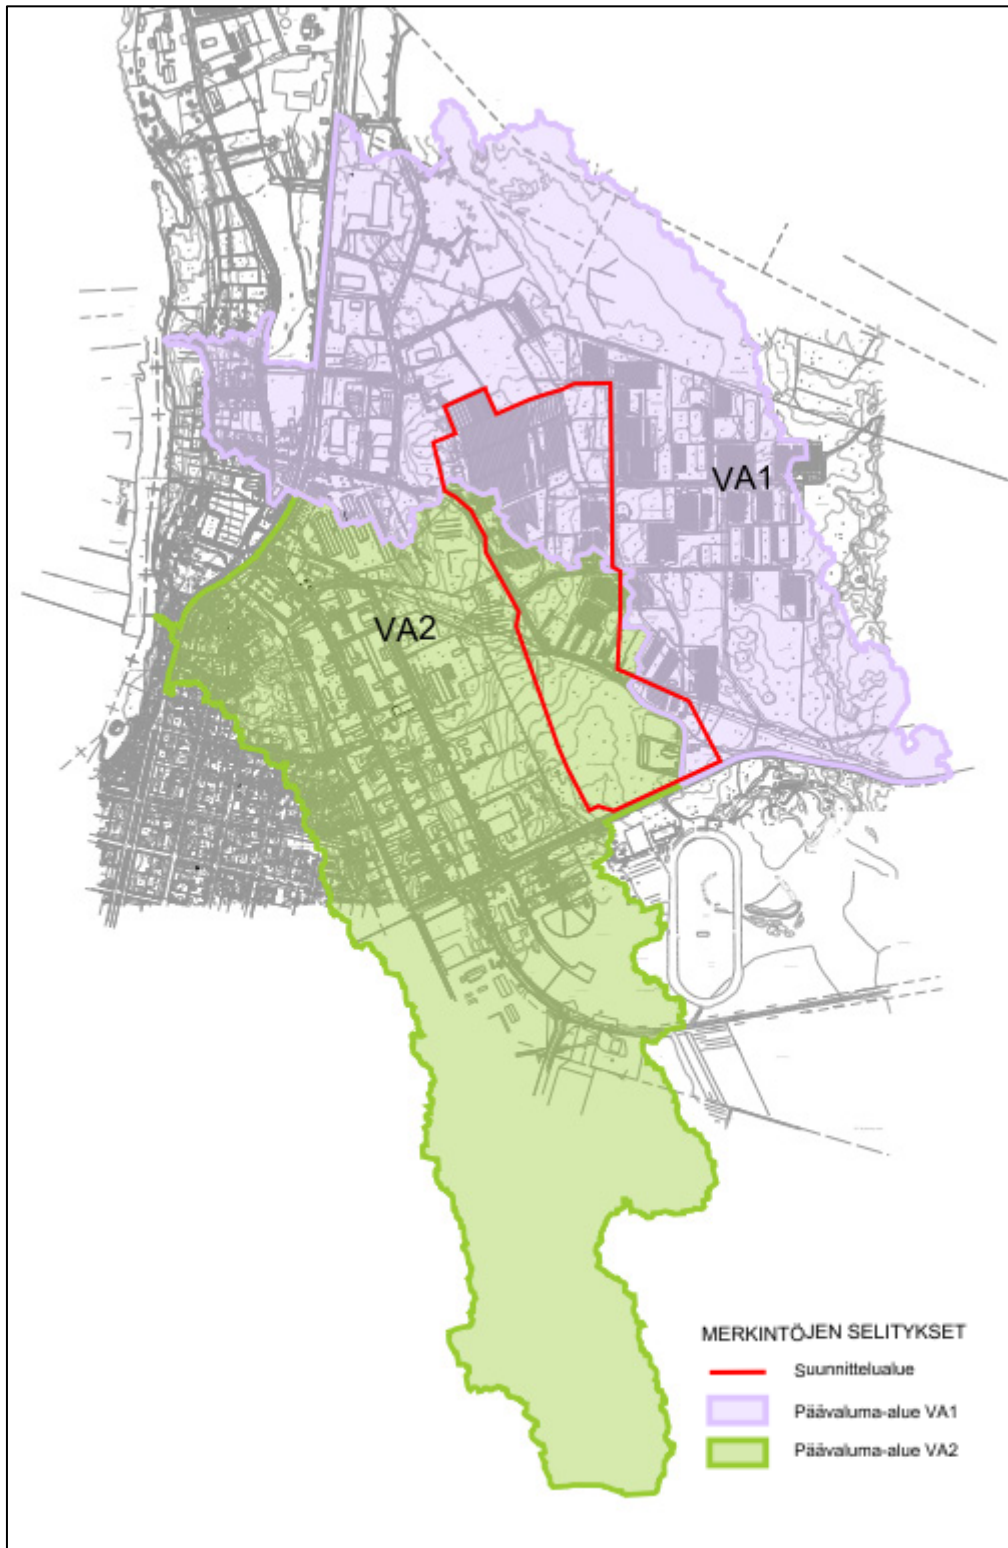 VA1
VA2
MERKINTÖJEN SELITYKSET
Suunnittelualue
Päävaluma-alue VA1
Päävaluma-alue VA2